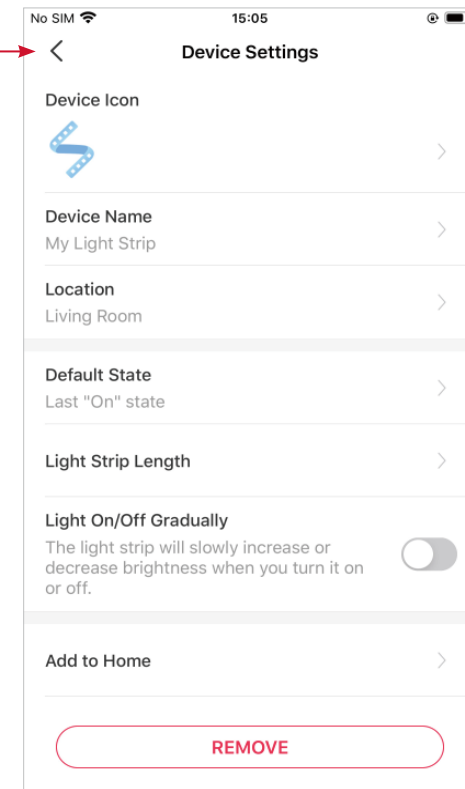 No SIM 15:05
Device Settings
Device Icon
Device Name
My Light Strip
Location
Living Room
Default State
Last "On" state
Light Strip Length
Light On/Off Gradually
The light strip will slowly increase or
decrease brightness when you turn it on
or off.
Add to Home
REMOVE